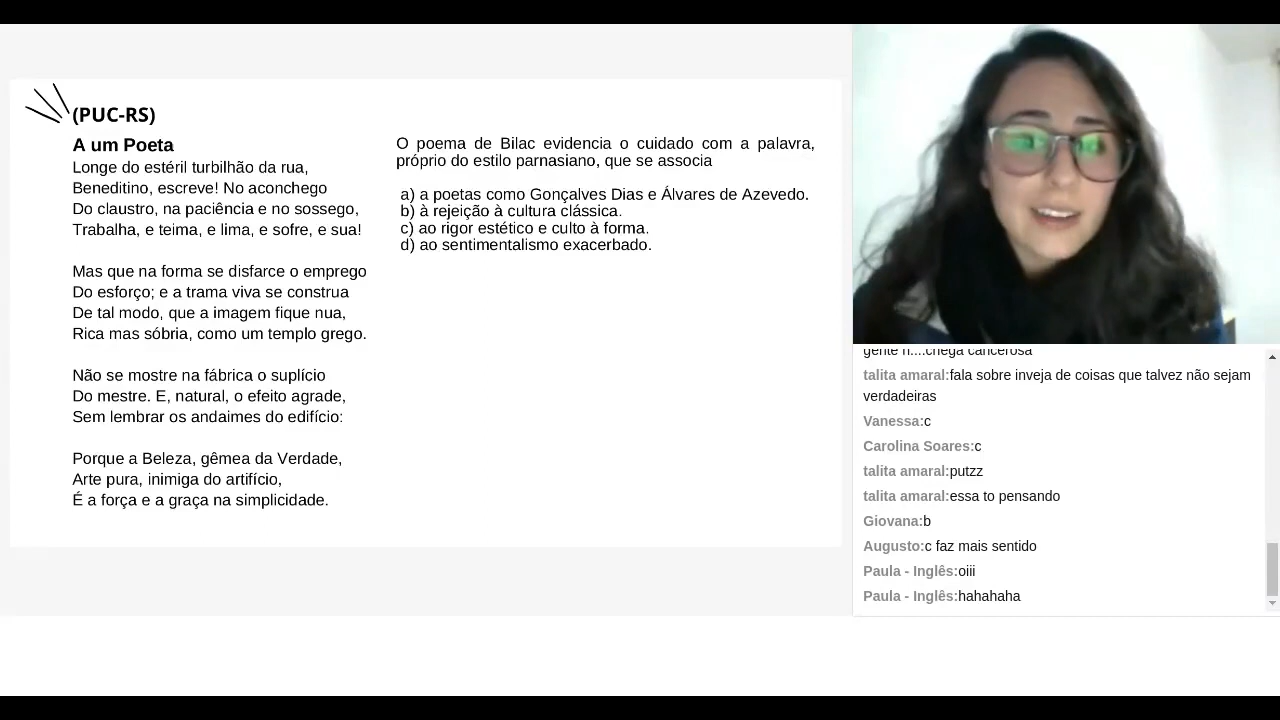 (PUC-RS)
A um Poeta
Longe do estéril turbilhão da rua,
Beneditino, escreve! No aconchego
Do claustro, na paciência e no sossego,
Trabalha, e teima, e lima, e sofre, e sua!
Mas que na forma se disfarce o emprego
Do esforço; e a trama viva se construa
De tal modo, que a imagem fique nua,
Rica mas sóbria, como um templo grego.
Não se mostre na fábrica o suplício
Do mestre. E, natural, o efeito agrade,
Sem lembrar os andaimes do edifício:
Porque a Beleza, gêmea da Verdade,
Arte pura, inimiga do artifício,
É a força e a graça na simplicidade.
O poema de Bilac evidencia o cuidado com a palavra,
próprio do estilo parnasiano, que se associa
a) a poetas como Gonçalves Dias e Álvares de Azevedo.
b) à rejeição à cultura clássica.
c) ao rigor estético e culto à forma.
d) ao sentimentalismo exacerbado.
gente n....chega cancerosa
talita amaral:fala sobre inveja de coisas que talvez não sejam
verdadeiras
Vanessa:c
Carolina Soares:c
talita amaral:putzz
talita amaral:essa to pensando
Giovana:b
Augusto:c faz mais sentido
Paula - Inglês:oiii
Paula - Inglês:hahahaha